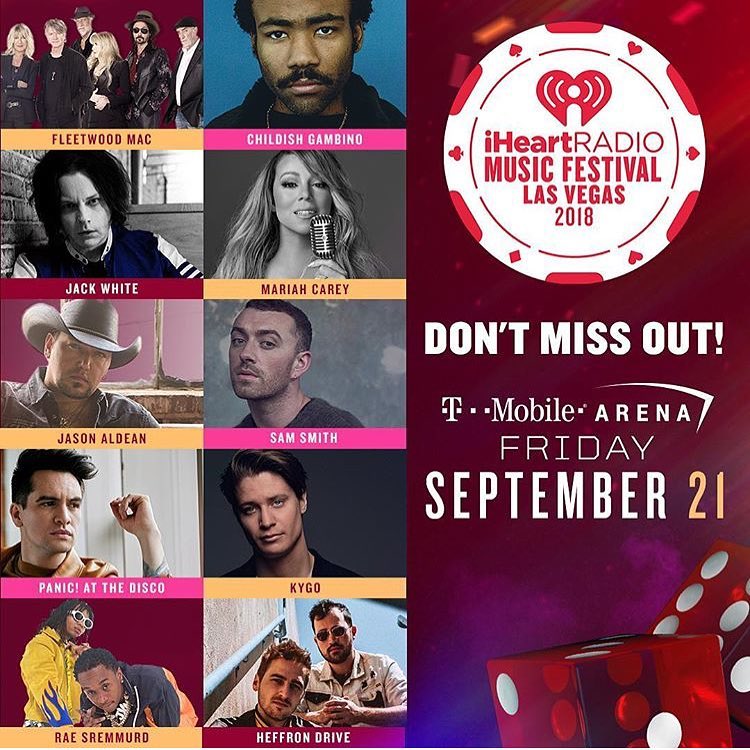 FLEETWOOD MAC
CHILDISH GAMBINO
JACK WHITE
MARIAH CAREY
JASON ALDEAN
SAM SMITH
PANIC! AT THE DISCO
KYGO
RAE SREMMURD
HEFFRON DRIVE
iHeartRADIO
MUSIC FESTIVAL
LAS VEGAS
2018
DON'T MISS OUT!
T··Mobile· ARENA
FRIDAY
SEPTEMBER 21